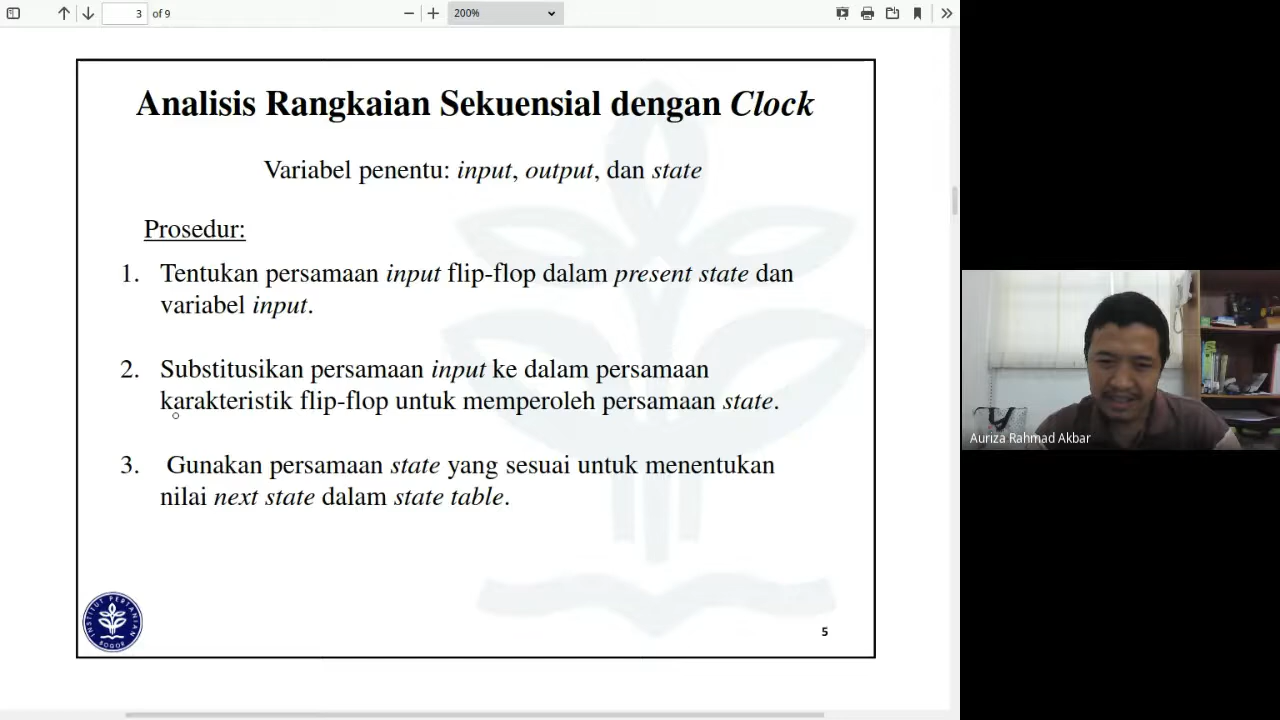 3 of 9
200%
Analisis Rangkaian Sekuensial dengan Clock
Variabel penentu: input, output, dan state
Prosedur:
1. Tentukan persamaan input flip-flop dalam present state dan
variabel input.
2. Substitusikan persamaan input ke dalam persamaan
karakteristik flip-flop untuk memperoleh persamaan state.
3. Gunakan persamaan state yang sesuai untuk menentukan
nilai next state dalam state table.
INSTITUT PERTANIAN
BOGOR
5
Auriza Rahmad Akbar